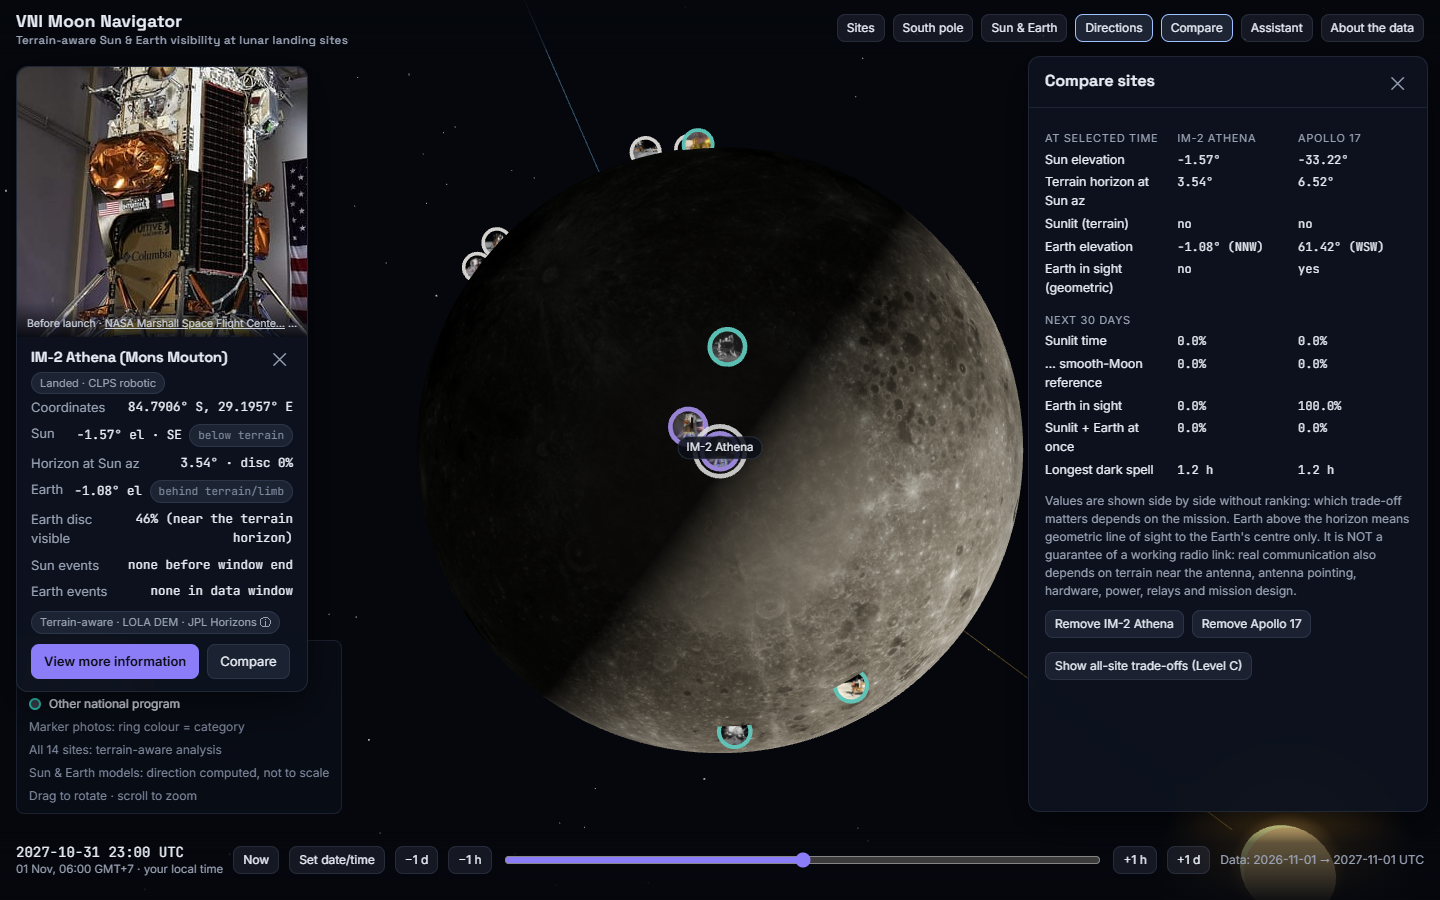 VNI Moon Navigator
Terrain-aware Sun & Earth visibility at lunar landing sites
Sites
South pole
Sun & Earth
Directions
Compare
Assistant
About the data
Columbia
Before launch · NASA Marshall Space Flight Cente... ...
IM-2 Athena (Mons Mouton)
Landed · CLPS robotic
Coordinates 84.7906° S, 29.1957° E
Sun -1.57° el · SE below terrain
Horizon at Sun az 3.54° · disc 0%
Earth -1.08° el behind terrain/limb
Earth disc visible 46% (near the terrain horizon)
Sun events none before window end
Earth events none in data window
Terrain-aware · LOLA DEM · JPL Horizons ⓘ
View more information
Compare
Other national program
Marker photos: ring colour = category
All 14 sites: terrain-aware analysis
Sun & Earth models: direction computed, not to scale
Drag to rotate · scroll to zoom
IM-2 Athena
Compare sites
AT SELECTED TIME IM-2 ATHENA APOLLO 17
Sun elevation -1.57° -33.22°
Terrain horizon at Sun az 3.54° 6.52°
Sunlit (terrain) no no
Earth elevation -1.08° (NNW) 61.42° (WSW)
Earth in sight (geometric) no yes
NEXT 30 DAYS
Sunlit time 0.0% 0.0%
... smooth-Moon reference 0.0% 0.0%
Earth in sight 0.0% 100.0%
Sunlit + Earth at once 0.0% 0.0%
Longest dark spell 1.2 h 1.2 h
Values are shown side by side without ranking: which trade-off
matters depends on the mission. Earth above the horizon means
geometric line of sight to the Earth's centre only. It is NOT a
guarantee of a working radio link: real communication also
depends on terrain near the antenna, antenna pointing,
hardware, power, relays and mission design.
Remove IM-2 Athena
Remove Apollo 17
Show all-site trade-offs (Level C)
2027-10-31 23:00 UTC
01 Nov, 06:00 GMT+7 · your local time
Now
Set date/time
−1 d
−1 h
+1 h
+1 d
Data: 2026-11-01 → 2027-11-01 UTC